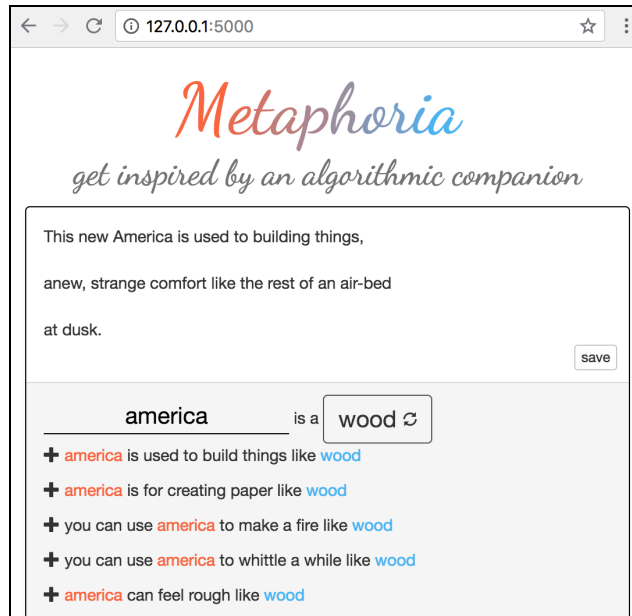 127.0.0.1:5000
Metaphoria
get inspired by an algorithmic companion
This new America is used to building things,
anew, strange comfort like the rest of an air-bed
at dusk.
save
america is a wood
america is used to build things like wood
america is for creating paper like wood
you can use america to make a fire like wood
you can use america to whittle a while like wood
america can feel rough like wood